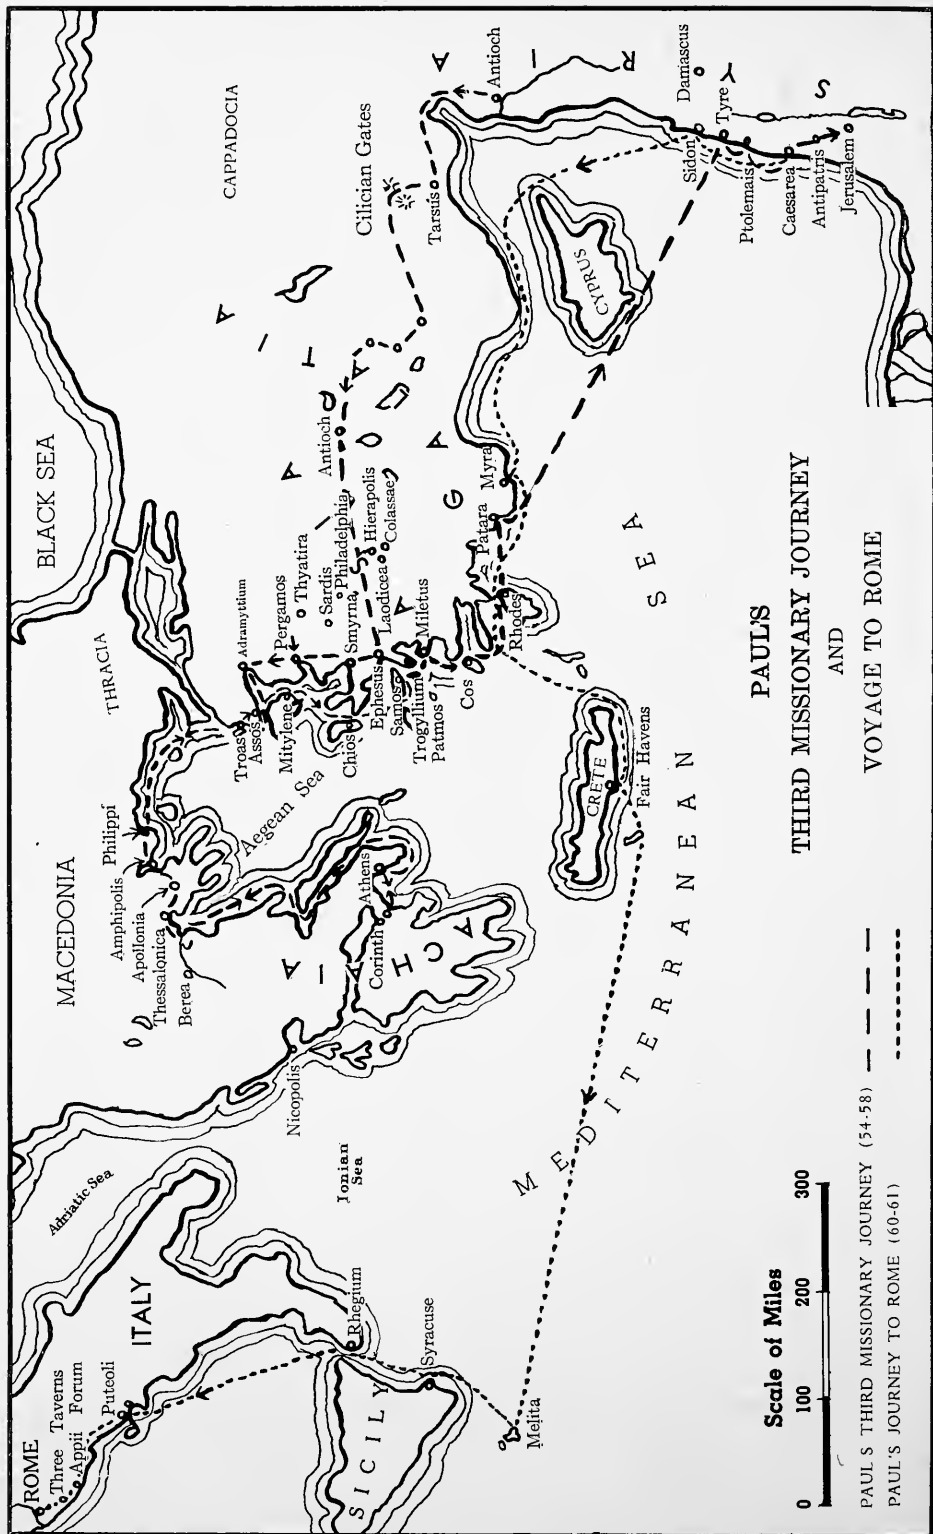 PAUL'S
THIRD MISSIONARY JOURNEY
AND
VOYAGE TO ROME
BLACK SEA
CAPPADOCIA
THRACIA
MACEDONIA
ITALY
ROME
Three Taverns
Appii Forum
Puteoli
Adriatic Sea
Ionian
Sea
Rhegium
Syracuse
SICILY
Melita
Nicopolis
Amphipolis
Philippi
Apollonia
Thessalonica
Berea
Aegean Sea
Athens
Corinth
ACHAIA
Troas
Assos
Adramyttium
Mitylene
Pergamos
Thyatira
Sardis
Philadelphia
Smyrna
Chios
Ephesus
Laodicea
Hierapolis
Colassae
Samos
Trogyllium
Miletus
Patmos
Cos
Rhodes
Patara
Myra
Antioch
GALATIA
Cilician Gates
Tarsus
Antioch
SYRIA
Damascus
Sidon
Tyre
Ptolemais
Caesarea
Antipatris
Jerusalem
CYPRUS
CRETE
Fair Havens
MEDITERRANEAN SEA
Scale of Miles
0 100 200 300
PAUL S THIRD MISSIONARY JOURNEY (54-58)
PAUL'S JOURNEY TO ROME (60-61)